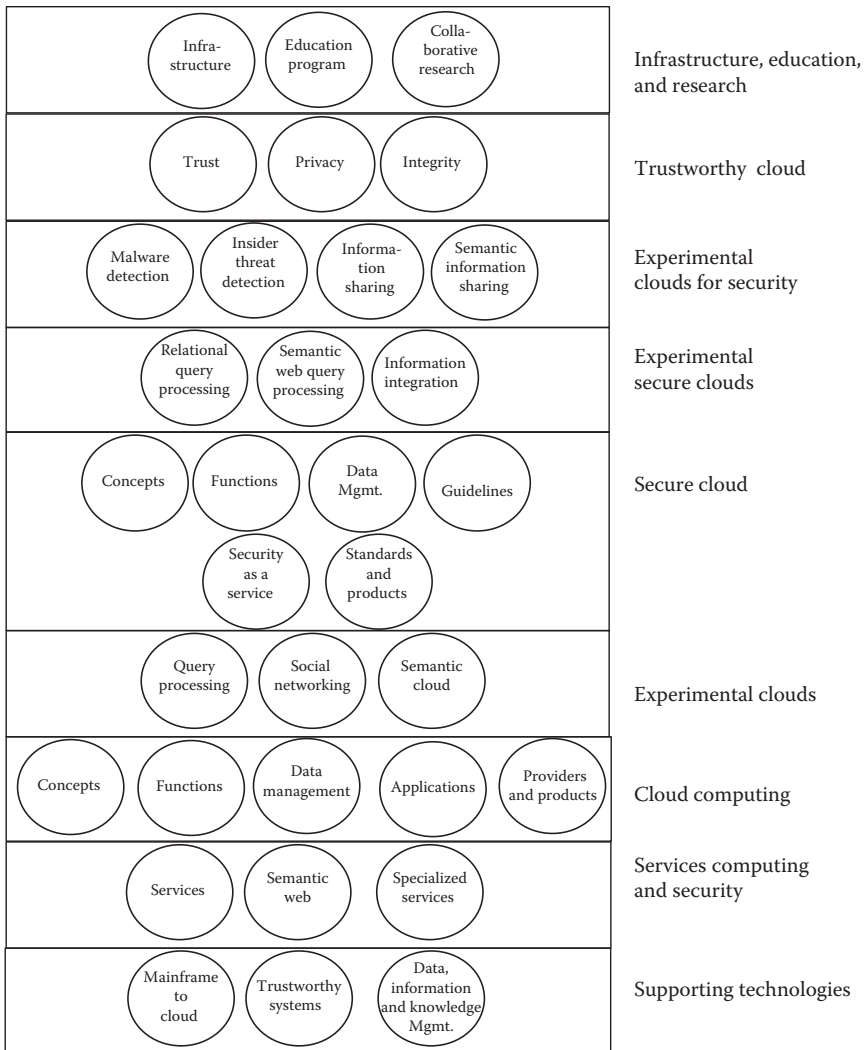 Infra-
structure
Education
program
Colla-
borative
research
Infrastructure, education,
and research
Trust
Privacy
Integrity
Trustworthy cloud
Malware
detection
Insider
threat
detection
Informa-
tion
sharing
Semantic
information
sharing
Experimental
clouds for security
Relational
query
processing
Semantic
web query
processing
Information
integration
Experimental
secure clouds
Concepts
Functions
Data
Mgmt.
Guidelines
Security
as a
service
Standards
and
products
Secure cloud
Query
processing
Social
networking
Semantic
cloud
Experimental clouds
Concepts
Functions
Data
management
Applications
Providers
and products
Cloud computing
Services
Semantic
web
Specialized
services
Services computing
and security
Mainframe
to
cloud
Trustworthy
systems
Data,
information
and knowledge
Mgmt.
Supporting technologies